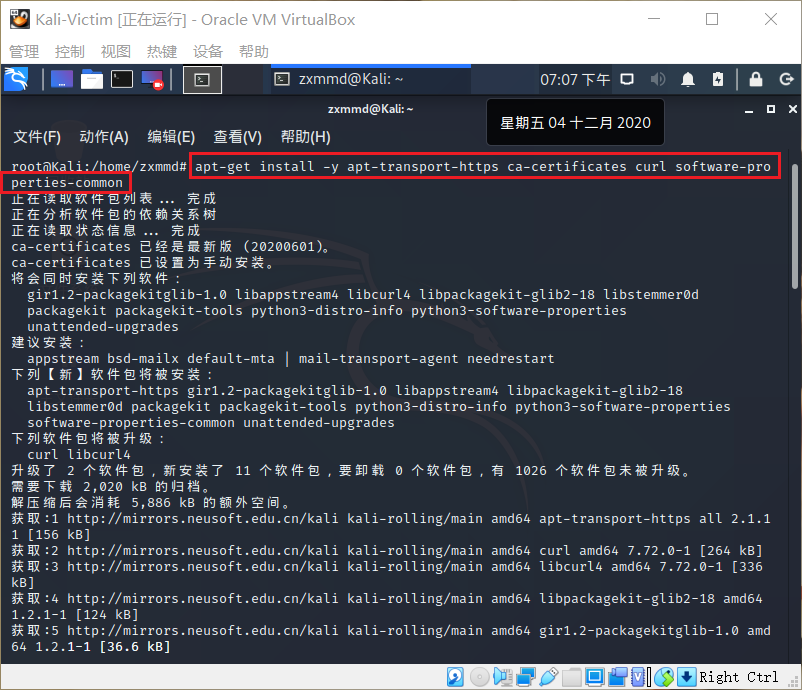 Kali-Victim [正在运行] - Oracle VM VirtualBox
管理 控制 视图 热键 设备 帮助
zxmmd@Kali: ~ 07:07 下午
zxmmd@Kali: ~
星期五 04 十二月 2020
文件(F) 动作(A) 编辑(E) 查看(V) 帮助(H)
root@Kali:/home/zxmmd# apt-get install -y apt-transport-https ca-certificates curl software-pro
perties-common
正在读取软件包列表... 完成
正在分析软件包的依赖关系树
正在读取状态信息... 完成
ca-certificates 已经是最新版 (20200601)。
ca-certificates 已设置为手动安装。
将会同时安装下列软件：
gir1.2-packagekitglib-1.0 libappstream4 libcurl4 libpackagekit-glib2-18 libstemmer0d
packagekit packagekit-tools python3-distro-info python3-software-properties
unattended-upgrades
建议安装：
appstream bsd-mailx default-mta | mail-transport-agent needrestart
下列【新】软件包将被安装：
apt-transport-https gir1.2-packagekitglib-1.0 libappstream4 libpackagekit-glib2-18
libstemmer0d packagekit packagekit-tools python3-distro-info python3-software-properties
software-properties-common unattended-upgrades
下列软件包将被升级：
curl libcurl4
升级了 2 个软件包，新安装了 11 个软件包，要卸载 0 个软件包，有 1026 个软件包未被升级。
需要下载 2,020 kB 的归档。
解压缩后会消耗 5,886 kB 的额外空间。
获取:1 http://mirrors.neusoft.edu.cn/kali kali-rolling/main amd64 apt-transport-https all 2.1.1
1 [156 kB]
获取:2 http://mirrors.neusoft.edu.cn/kali kali-rolling/main amd64 curl amd64 7.72.0-1 [264 kB]
获取:3 http://mirrors.neusoft.edu.cn/kali kali-rolling/main amd64 libcurl4 amd64 7.72.0-1 [336
kB]
获取:4 http://mirrors.neusoft.edu.cn/kali kali-rolling/main amd64 libpackagekit-glib2-18 amd64
1.2.1-1 [124 kB]
获取:5 http://mirrors.neusoft.edu.cn/kali kali-rolling/main amd64 gir1.2-packagekitglib-1.0 amd
64 1.2.1-1 [36.6 kB]
Right Ctrl